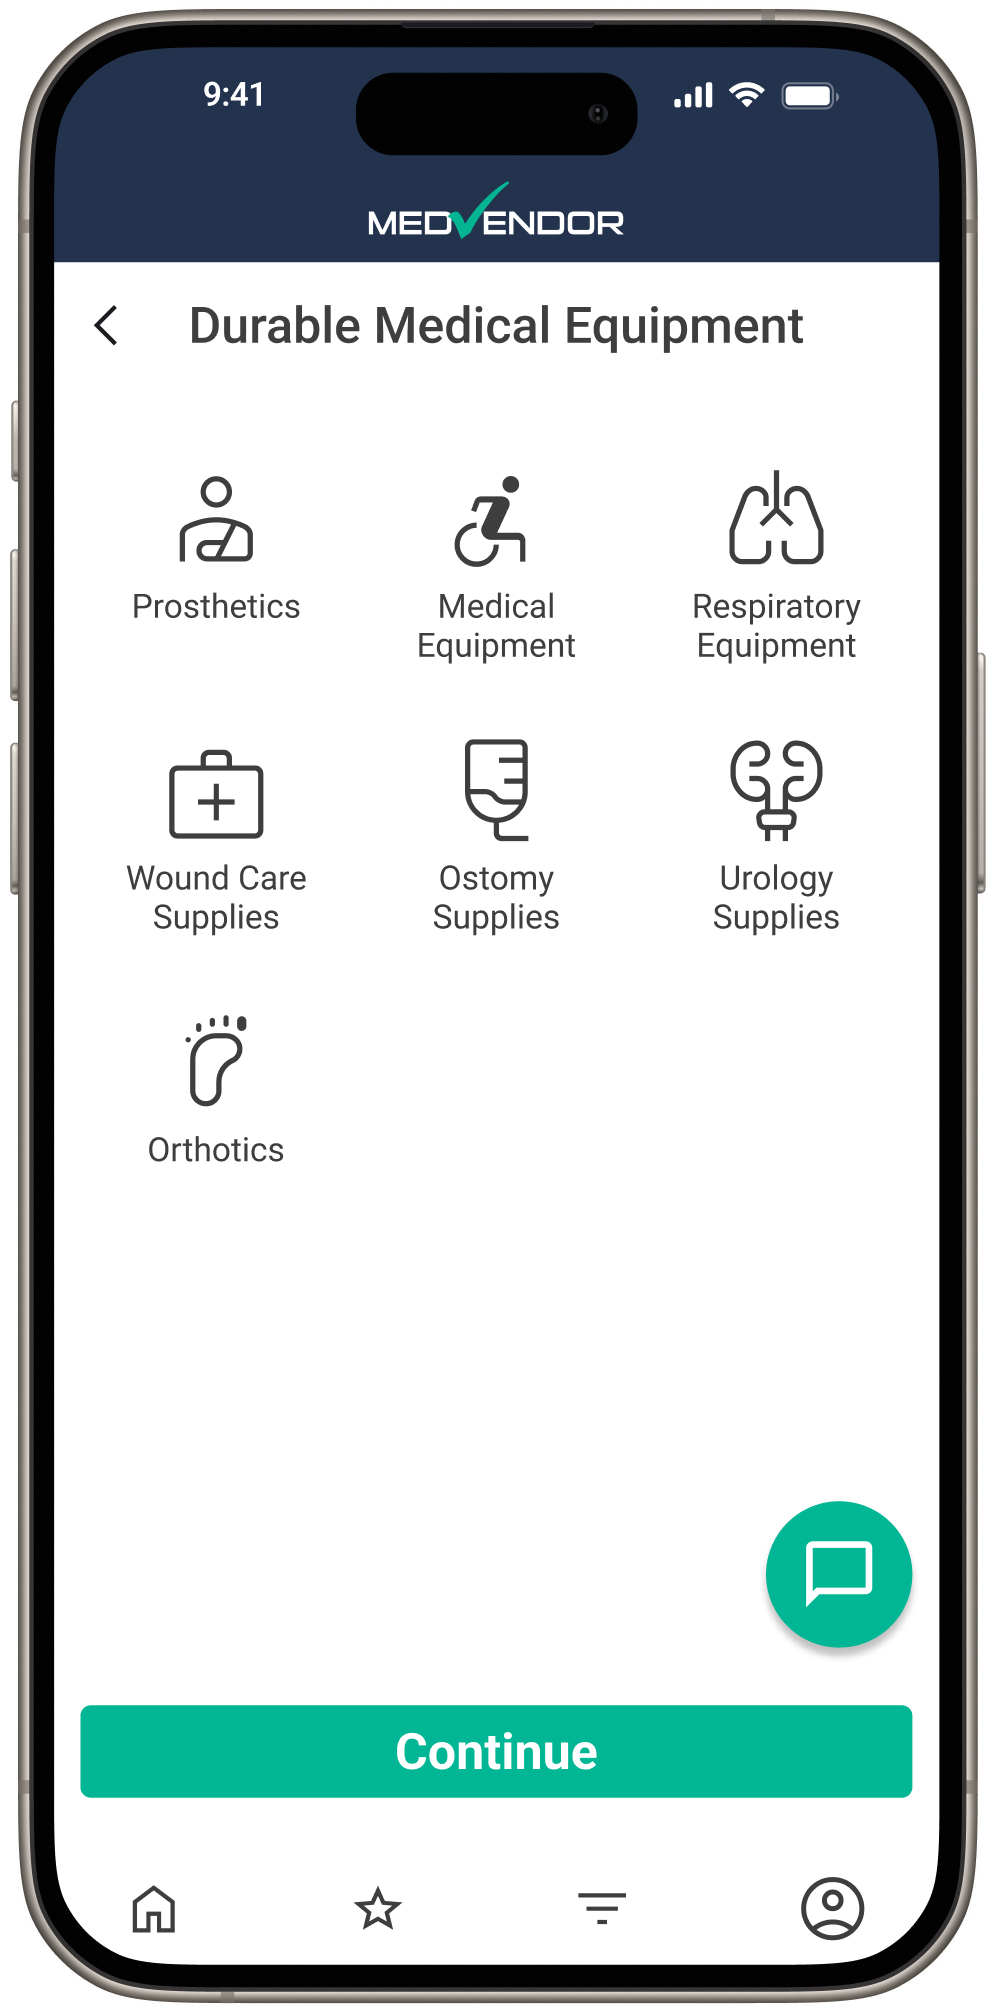 9:41
MEDVENDOR
Durable Medical Equipment
Prosthetics
Medical
Equipment
Respiratory
Equipment
Wound Care
Supplies
Ostomy
Supplies
Urology
Supplies
Orthotics
Continue